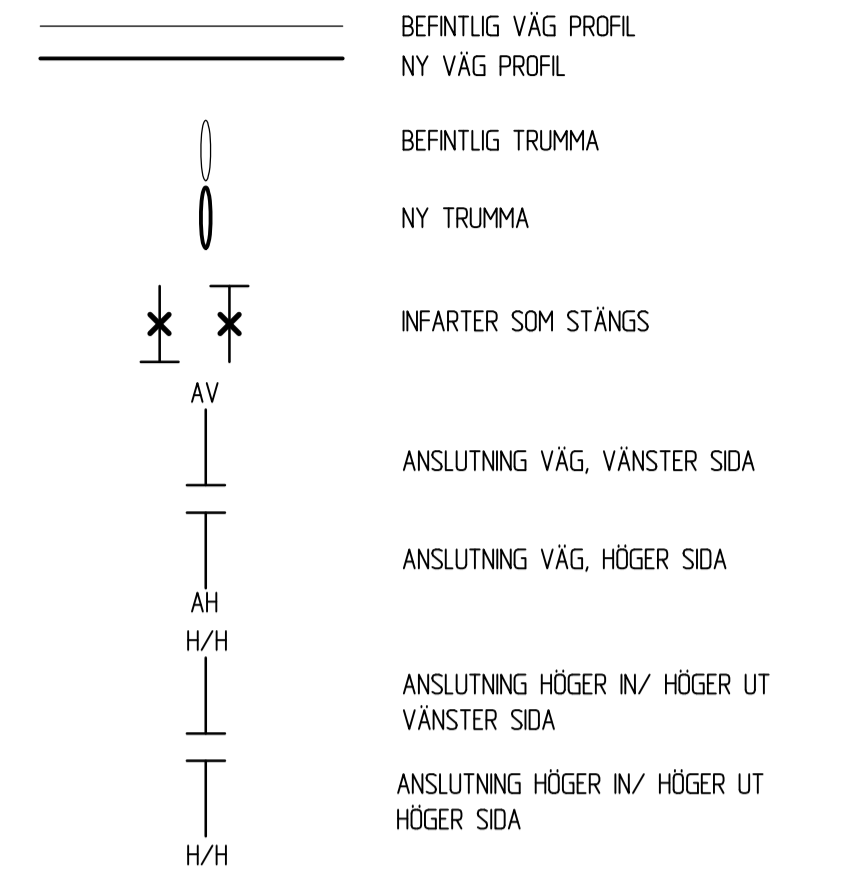 BEFINTLIG VÄG PROFIL
NY VÄG PROFIL
BEFINTLIG TRUMMA
NY TRUMMA
INFARTER SOM STÄNGS
AV
ANSLUTNING VÄG, VÄNSTER SIDA
ANSLUTNING VÄG, HÖGER SIDA
AH
H/H
ANSLUTNING HÖGER IN/ HÖGER UT
VÄNSTER SIDA
ANSLUTNING HÖGER IN/ HÖGER UT
HÖGER SIDA
H/H